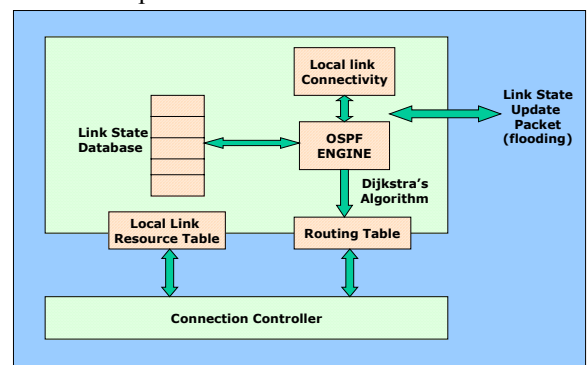 Local link
Connectivity
Link State
Update
Packet
(flooding)
Link State
Database
OSPF
ENGINE
Dijkstra's
Algorithm
Local Link
Resource Table
Routing Table
Connection Controller